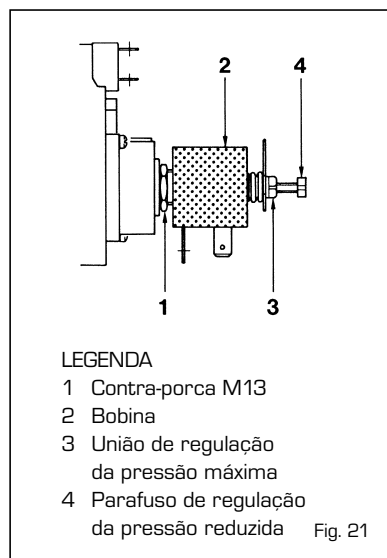 2
4
1
3
LEGENDA
1 Contra-porca M13
2 Bobina
3 União de regulação
da pressão máxima
4 Parafuso de regulação
da pressão reduzida
Fig. 21